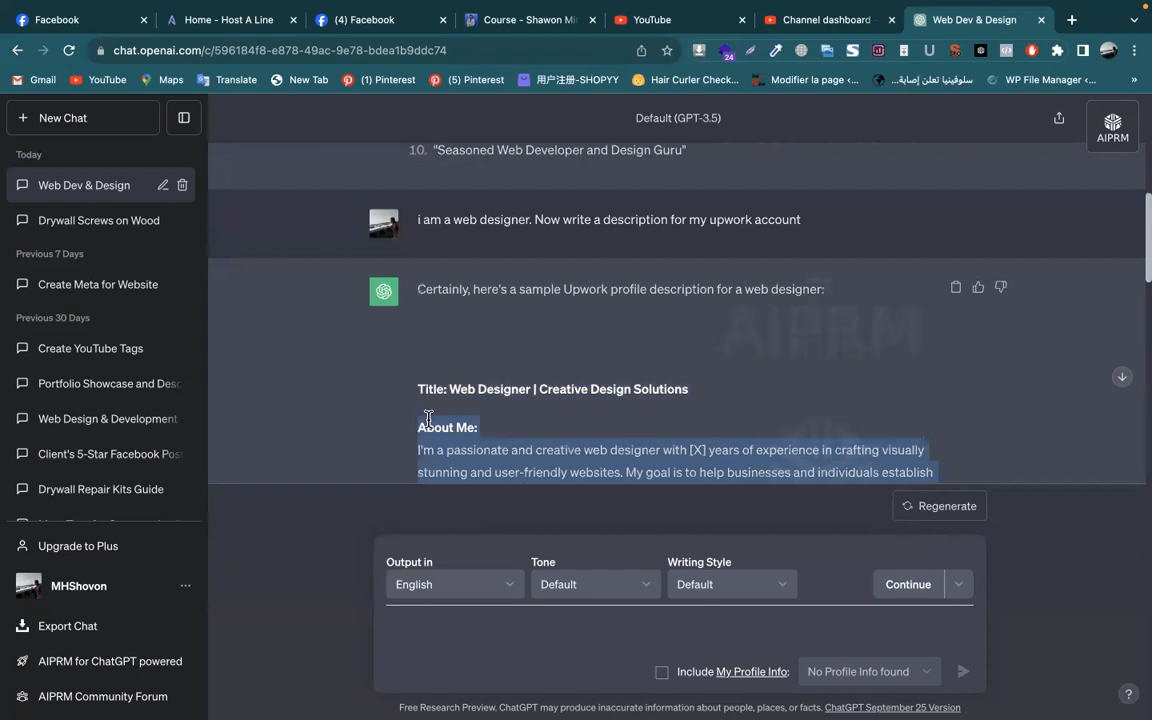 Facebook
Home - Host A Line
(4) Facebook
Course - Shawon Mir
YouTube
Channel dashboard
Web Dev & Design
chat.openai.com/c/596184f8-e878-49ac-9e78-bdea1b9ddc74
24
Gmail
YouTube
Maps
Translate
New Tab
(1) Pinterest
(5) Pinterest
用户注册-SHOPYY
Hair Curler Check...
Modifier la page ‹...
سلوفينيا تعلن إصابة...
WP File Manager ‹...
»
New Chat
Default (GPT-3.5)
AIPRM
Today
Web Dev & Design
Drywall Screws on Wood
Previous 7 Days
Create Meta for Website
Previous 30 Days
Create YouTube Tags
Portfolio Showcase and Desc
Web Design & Development
Client's 5-Star Facebook Pos
Drywall Repair Kits Guide
Upgrade to Plus
MHShovon
Export Chat
AIPRM for ChatGPT powered
AIPRM Community Forum
10. "Seasoned Web Developer and Design Guru"
i am a web designer. Now write a description for my upwork account
Certainly, here's a sample Upwork profile description for a web designer:
AIPRM
Title: Web Designer | Creative Design Solutions
About Me:
I'm a passionate and creative web designer with [X] years of experience in crafting visually
stunning and user-friendly websites. My goal is to help businesses and individuals establish
Regenerate
Output in
Tone
Writing Style
English
Default
Default
Continue
Include My Profile Info:
No Profile Info found
Free Research Preview. ChatGPT may produce inaccurate information about people, places, or facts. ChatGPT September 25 Version
?